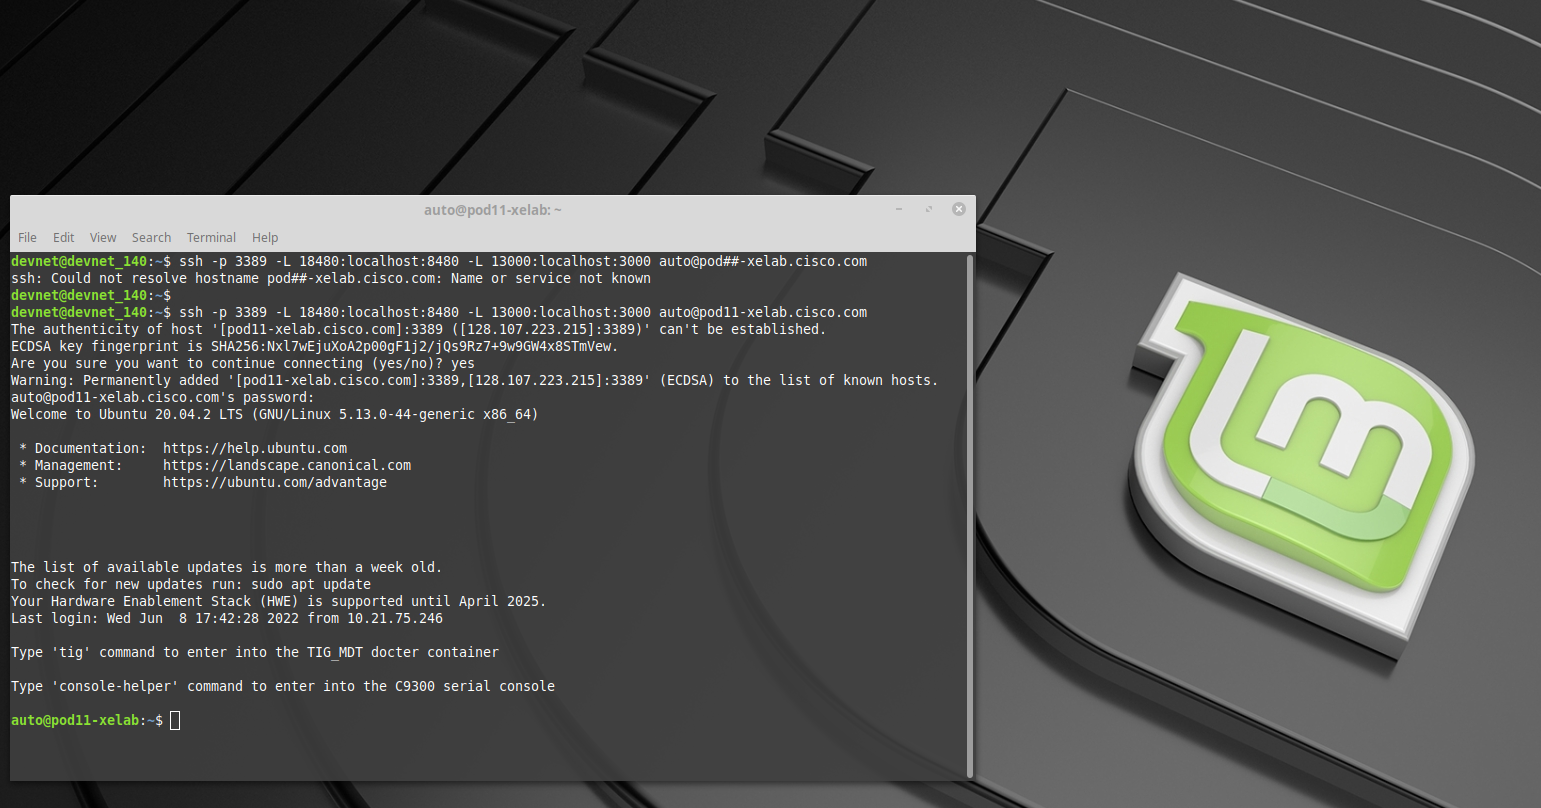 auto@pod11-xelab: ~
File Edit View Search Terminal Help
devnet@devnet_140:~$ ssh -p 3389 -L 18480:localhost:8480 -L 13000:localhost:3000 auto@pod##-xelab.cisco.com
ssh: Could not resolve hostname pod##-xelab.cisco.com: Name or service not known
devnet@devnet_140:~$
devnet@devnet_140:~$ ssh -p 3389 -L 18480:localhost:8480 -L 13000:localhost:3000 auto@pod11-xelab.cisco.com
The authenticity of host '[pod11-xelab.cisco.com]:3389 ([128.107.223.215]:3389)' can't be established.
ECDSA key fingerprint is SHA256:Nxl7wEjuXoA2p00gF1j2/jQs9Rz7+9w9GW4x8STmVew.
Are you sure you want to continue connecting (yes/no)? yes
Warning: Permanently added '[pod11-xelab.cisco.com]:3389,[128.107.223.215]:3389' (ECDSA) to the list of known hosts.
auto@pod11-xelab.cisco.com's password:
Welcome to Ubuntu 20.04.2 LTS (GNU/Linux 5.13.0-44-generic x86_64)
* Documentation:  https://help.ubuntu.com
* Management:     https://landscape.canonical.com
* Support:        https://ubuntu.com/advantage
The list of available updates is more than a week old.
To check for new updates run: sudo apt update
Your Hardware Enablement Stack (HWE) is supported until April 2025.
Last login: Wed Jun  8 17:42:28 2022 from 10.21.75.246
Type 'tig' command to enter into the TIG_MDT docter container
Type 'console-helper' command to enter into the C9300 serial console
auto@pod11-xelab:~$
lm